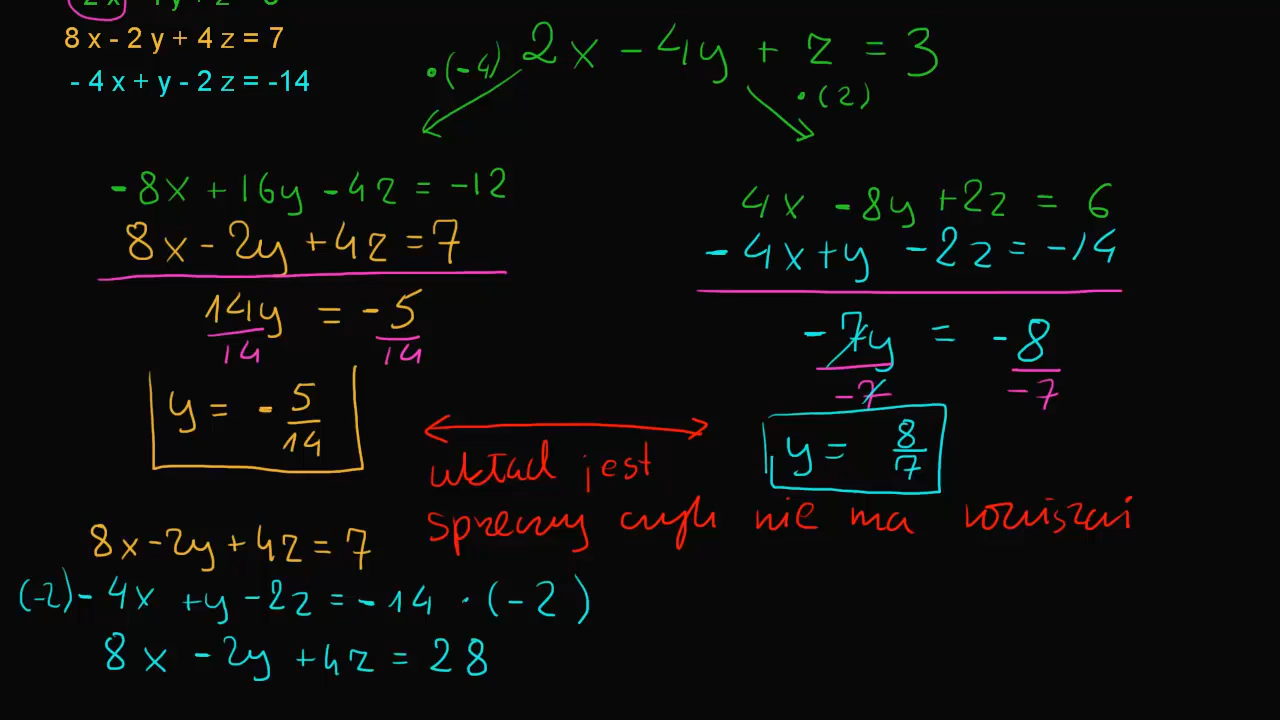 8 x - 2 y + 4 z = 7
- 4 x + y - 2 z = -14
2x - 4y + z = 3
·(-4)
·(2)
-8x + 16y - 4z = -12
8x - 2y + 4z = 7
14y = -5
14 14
y = - 5/14
4x - 8y + 2z = 6
-4x + y - 2z = -14
-7y = -8
-7 -7
y = 8/7
układ jest
sprzeczny czyli nie ma rozwiązań
8x - 2y + 4z = 7
(-2) - 4x + y - 2z = -14 · (-2)
8x - 2y + 4z = 28